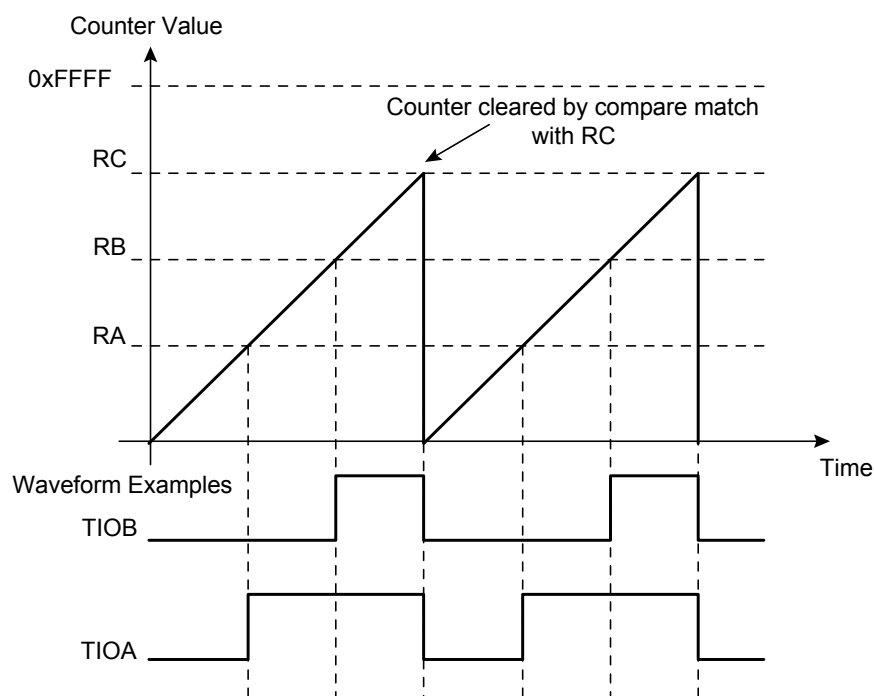 Counter Value
0xFFFF
Counter cleared by compare match
with RC
RC
RB
RA
Time
Waveform Examples
TIOB
TIOA